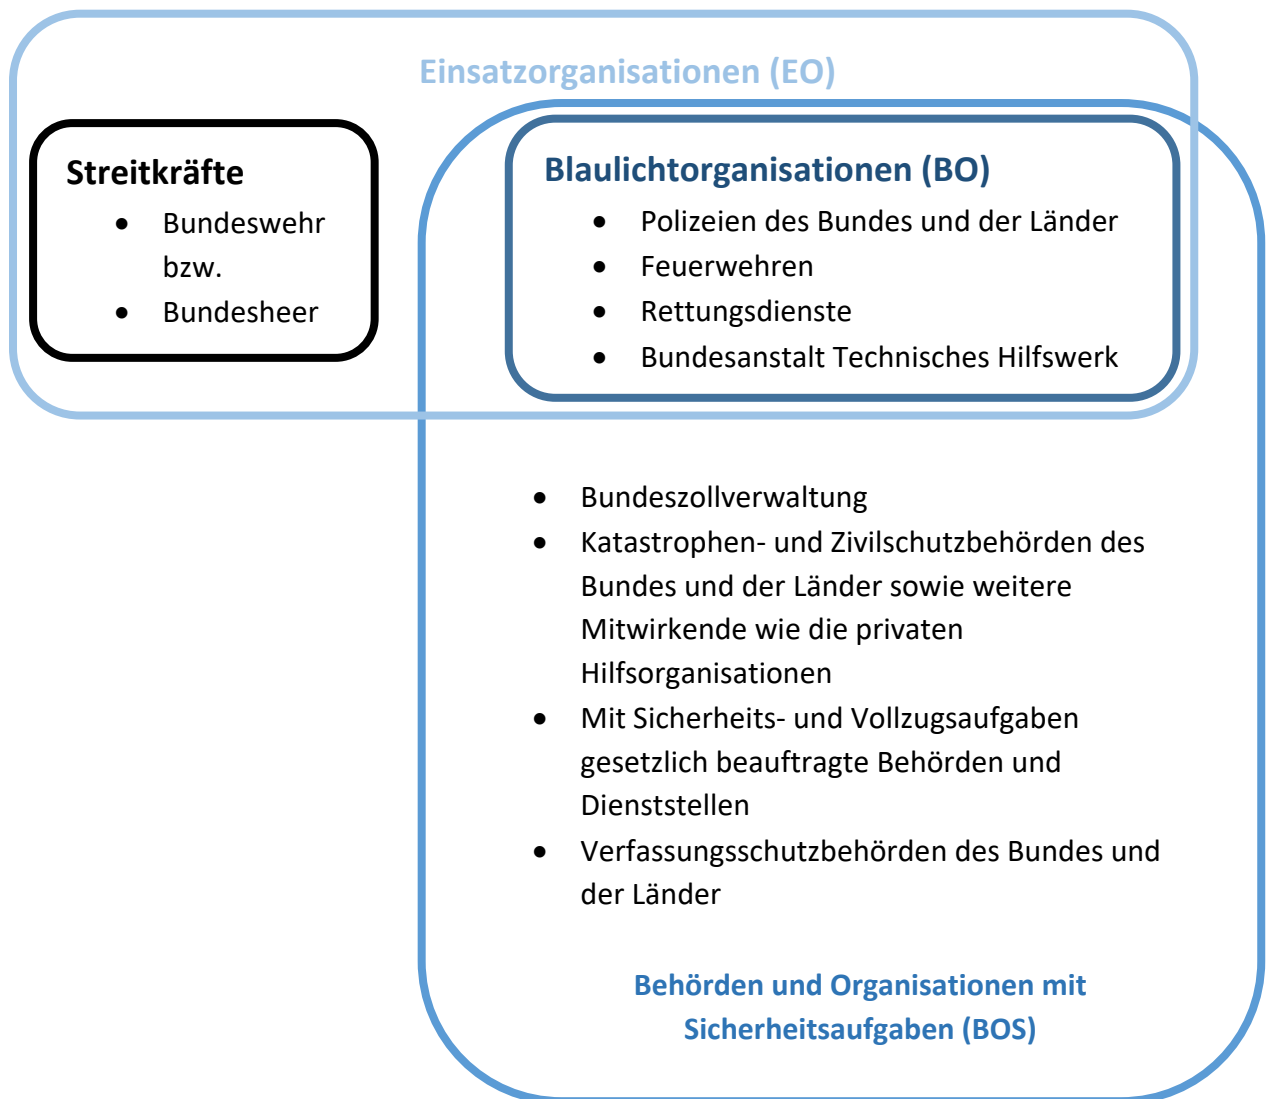 Einsatzorganisationen (EO)
Streitkräfte
• Bundeswehr
bzw.
• Bundesheer
Blaulichtorganisationen (BO)
• Polizeien des Bundes und der Länder
• Feuerwehren
• Rettungsdienste
• Bundesanstalt Technisches Hilfswerk
• Bundeszollverwaltung
• Katastrophen- und Zivilschutzbehörden des
Bundes und der Länder sowie weitere
Mitwirkende wie die privaten
Hilfsorganisationen
• Mit Sicherheits- und Vollzugsaufgaben
gesetzlich beauftragte Behörden und
Dienststellen
• Verfassungsschutzbehörden des Bundes und
der Länder
Behörden und Organisationen mit
Sicherheitsaufgaben (BOS)